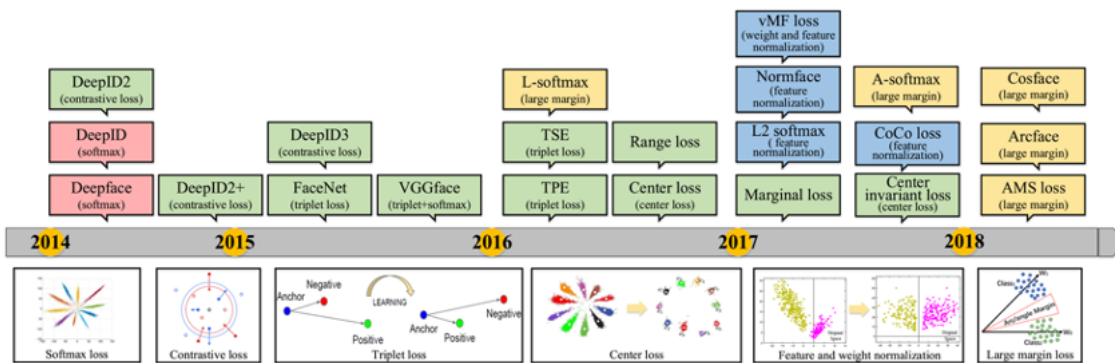 vMF loss
(weight and feature
normalization)
DeepID2
(contrastive loss)
L-softmax
(large margin)
Normface
(feature
normalization)
A-softmax
(large margin)
Cosface
(large margin)
DeepID
(softmax)
DeepID3
(contrastive loss)
TSE
(triplet loss)
Range loss
L2 softmax
( feature
normalization)
CoCo loss
(feature
normalization)
Arcface
(large margin)
Deepface
(softmax)
DeepID2+
(contrastive loss)
FaceNet
(triplet loss)
VGGface
(triplet+softmax)
TPE
(triplet loss)
Center loss
(center loss)
Marginal loss
Center
invariant loss
(center loss)
AMS loss
(large margin)
2014
2015
2016
2017
2018
Softmax loss
Contrastive loss
Negative
Anchor
Positive
LEARNING
Anchor
Negative
Positive
Triplet loss
Center loss
Feature and weight normalization
Class₁
W₁
Angle Margin
Class₂
Large margin loss